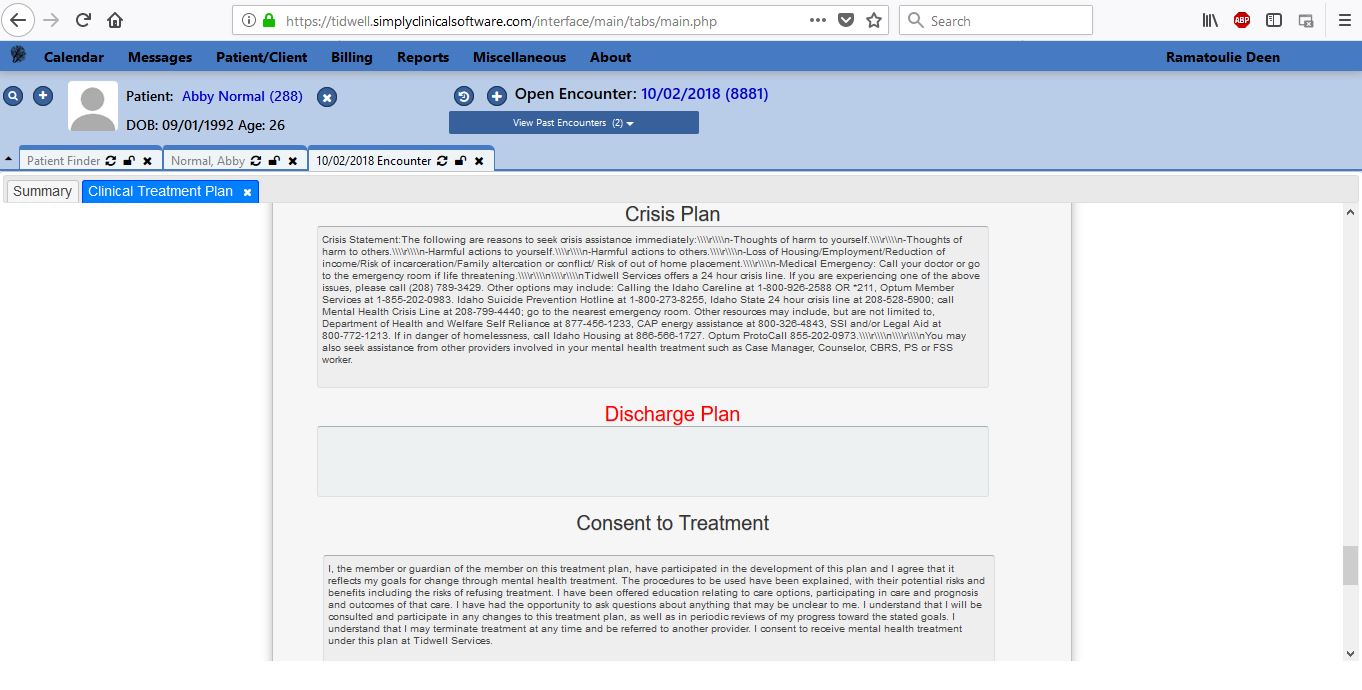 https://tidwell.simplyclinicalsoftware.com/interface/main/tabs/main.php
Search
ABP
Calendar Messages Patient/Client Billing Reports Miscellaneous About Ramatoulie Deen
Patient: Abby Normal (288)
DOB: 09/01/1992 Age: 26
Open Encounter: 10/02/2018 (8881)
View Past Encounters (2)
Patient Finder Normal, Abby 10/02/2018 Encounter
Summary Clinical Treatment Plan
Crisis Plan
Crisis Statement:The following are reasons to seek crisis assistance immediately:\\\\r\\\\n-Thoughts of harm to yourself.\\\\r\\\\n-Thoughts of
harm to others.\\\\r\\\\n-Harmful actions to yourself.\\\\r\\\\n-Harmful actions to others.\\\\r\\\\n-Loss of Housing/Employment/Reduction of
income/Risk of incarceration/Family altercation or conflict/ Risk of out of home placement.\\\\r\\\\n-Medical Emergency: Call your doctor or go
to the emergency room if life threatening.\\\\r\\\\n\\\\r\\\\nTidwell Services offers a 24 hour crisis line. If you are experiencing one of the above
issues, please call (208) 789-3429. Other options may include: Calling the Idaho Careline at 1-800-926-2588 OR *211, Optum Member
Services at 1-855-202-0983. Idaho Suicide Prevention Hotline at 1-800-273-8255, Idaho State 24 hour crisis line at 208-528-5900; call
Mental Health Crisis Line at 208-799-4440; go to the nearest emergency room. Other resources may include, but are not limited to,
Department of Health and Welfare Self Reliance at 877-456-1233, CAP energy assistance at 800-326-4843, SSI and/or Legal Aid at
800-772-1213. If in danger of homelessness, call Idaho Housing at 866-566-1727. Optum ProtoCall 855-202-0973.\\\\r\\\\n\\\\r\\\\nYou may
also seek assistance from other providers involved in your mental health treatment such as Case Manager, Counselor, CBRS, PS or FSS
worker.
Discharge Plan
Consent to Treatment
I, the member or guardian of the member on this treatment plan, have participated in the development of this plan and I agree that it
reflects my goals for change through mental health treatment. The procedures to be used have been explained, with their potential risks and
benefits including the risks of refusing treatment. I have been offered education relating to care options, participating in care and prognosis
and outcomes of that care. I have had the opportunity to ask questions about anything that may be unclear to me. I understand that I will be
consulted and participate in any changes to this treatment plan, as well as in periodic reviews of my progress toward the stated goals. I
understand that I may terminate treatment at any time and be referred to another provider. I consent to receive mental health treatment
under this plan at Tidwell Services.